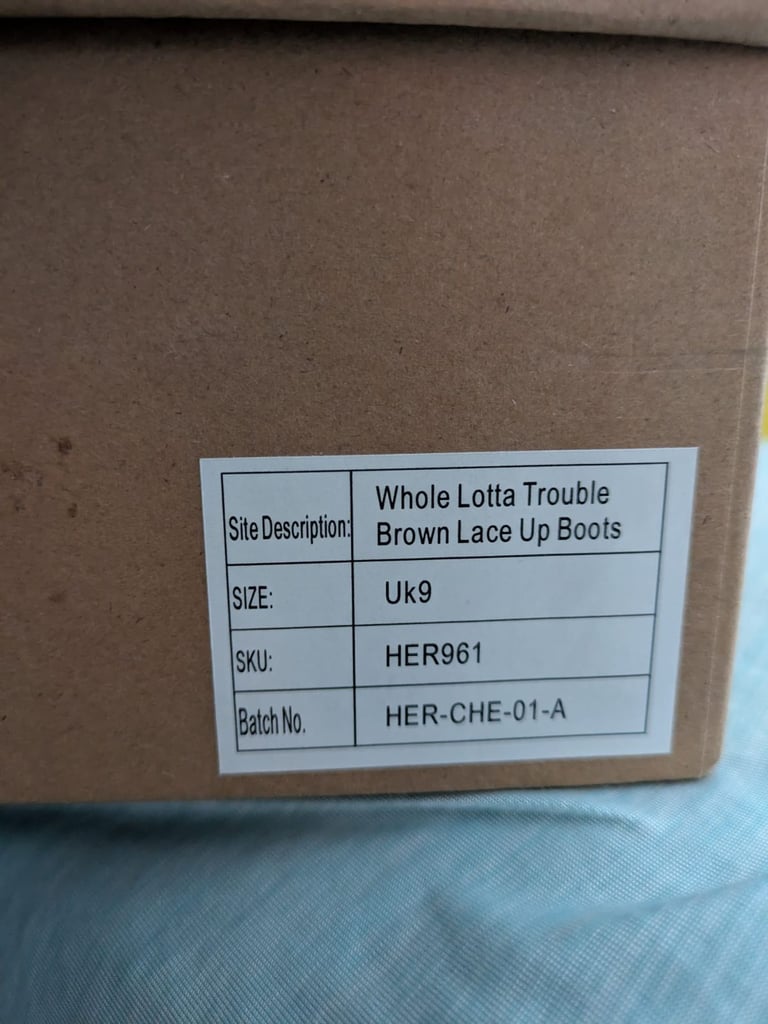 Site Description: Whole Lotta Trouble
Brown Lace Up Boots
SIZE: Uk9
SKU: HER961
Batch No. HER-CHE-01-A